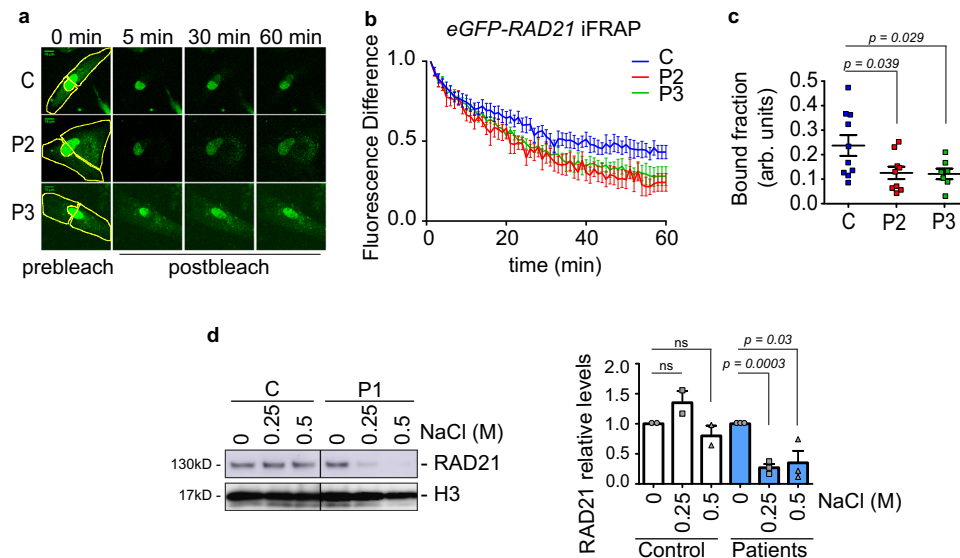 a
0 min 5 min 30 min 60 min
C
P2
P3
prebleach postbleach
b
eGFP-RAD21 iFRAP
C
P2
P3
Fluorescence Difference
1.0
0.5
0.0
0 20 40 60
time (min)
c
p = 0.029
p = 0.039
Bound fraction
(arb. units)
0.5
0.4
0.3
0.2
0.1
0.0
C P2 P3
d
C P1
0 0.25 0.5 0 0.25 0.5 NaCl (M)
130kD - - RAD21
17kD - - H3
ns
ns
p = 0.03
p = 0.0003
RAD21 relative levels
2.0
1.5
1.0
0.5
0.0
0 0.25 0.5 0 0.25 0.5 NaCl (M)
Control Patients